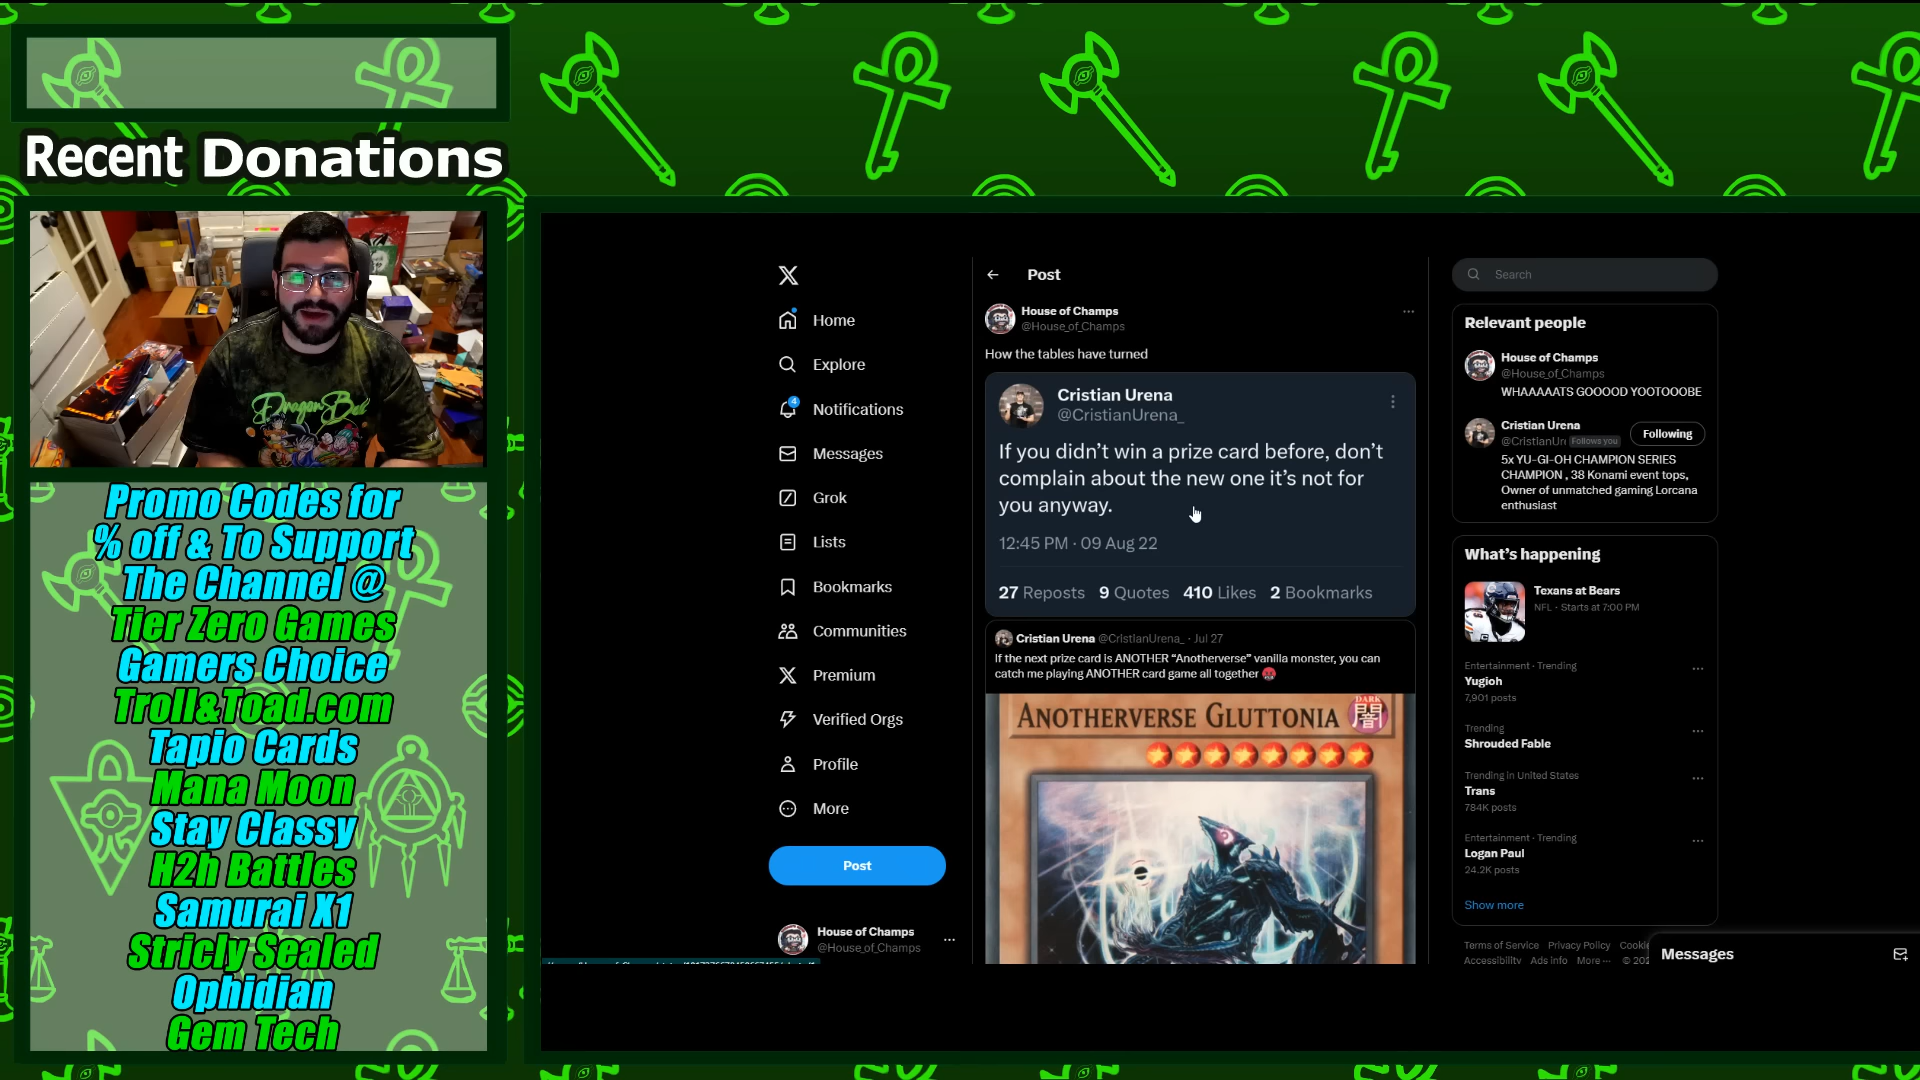 Recent Donations
Promo Codes for
% off & To Support
The Channel @
Tier Zero Games
Gamers Choice
Troll&Toad.com
Tapio Cards
Mana Moon
Stay Classy
H2h Battles
Samurai X1
Stricly Sealed
Ophidian
Gem Tech
Home
Explore
4
Notifications
Messages
Grok
Lists
Bookmarks
Communities
Premium
Verified Orgs
Profile
More
Post
House of Champs
@House_of_Champs
Post
House of Champs
@House_of_Champs
How the tables have turned
Cristian Urena
@CristianUrena_
If you didn't win a prize card before, don't
complain about the new one it's not for
you anyway.
12:45 PM · 09 Aug 22
27 Reposts 9 Quotes 410 Likes 2 Bookmarks
Cristian Urena @CristianUrena_ · Jul 27
If the next prize card is ANOTHER "Anotherverse" vanilla monster, you can
catch me playing ANOTHER card game all together
ANOTHERVERSE GLUTTONIA
DARK
闇
Search
Relevant people
House of Champs
@House_of_Champs
WHAAAAATS GOOOOD YOOTOOOBE
Cristian Urena
@CristianUr Follows you
Following
5x YU-GI-OH CHAMPION SERIES
CHAMPION , 38 Konami event tops,
Owner of unmatched gaming Lorcana
enthusiast
What's happening
Texans at Bears
NFL · Starts at 7:00 PM
Entertainment · Trending
Yugioh
7,901 posts
Trending
Shrouded Fable
Trending in United States
Trans
784K posts
Entertainment · Trending
Logan Paul
24.2K posts
Show more
Terms of Service Privacy Policy Cookie
Accessibility Ads info More ··· © 202
Messages